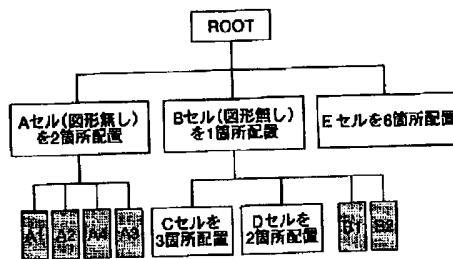 ROOT
Aセル(図形無し)
を2箇所配置
Bセル(図形無し)
を1箇所配置
Eセルを6箇所配置
A1
A2
A4
A3
Cセルを
3箇所配置
Dセルを
2箇所配置
B1
B2